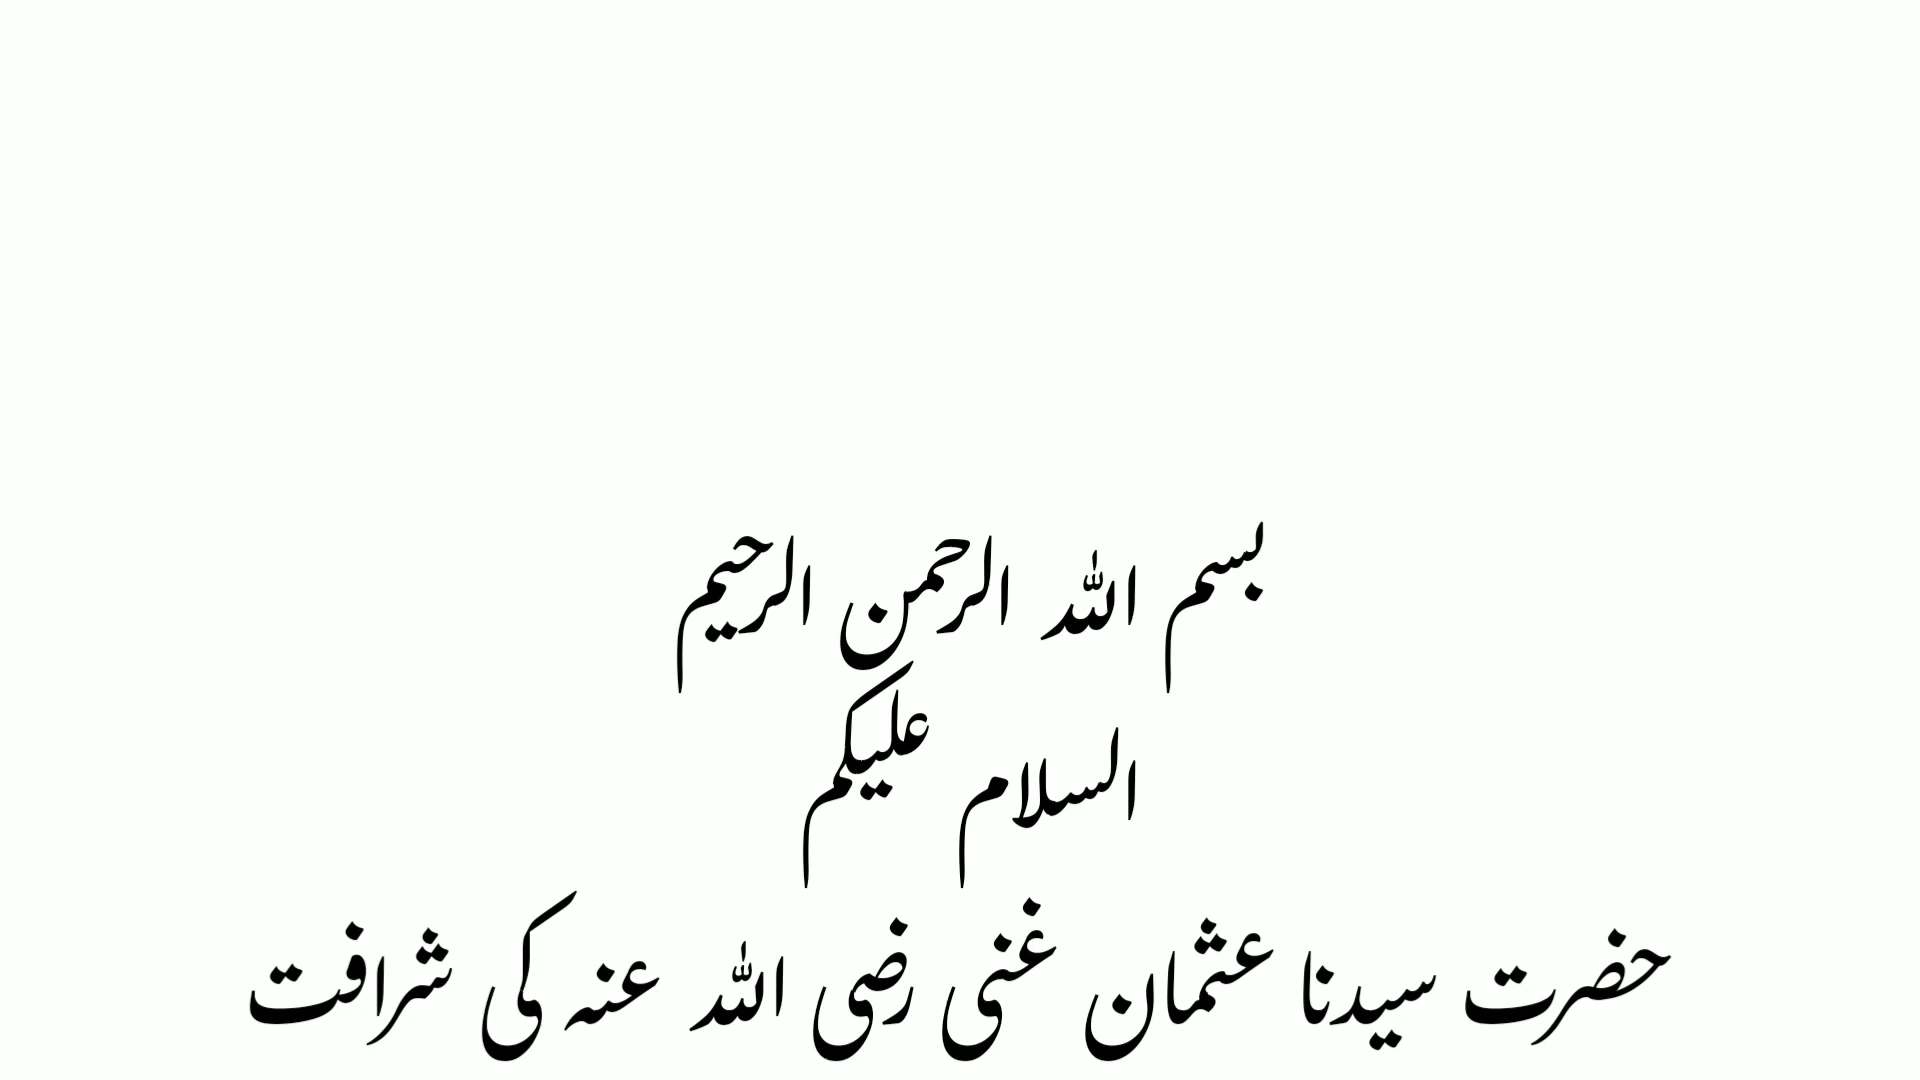 بسم اللہ الرحمن الرحیم
السلام علیکم
حضرت سیدنا عثمان غنی رضی اللہ عنہ کی شرافت